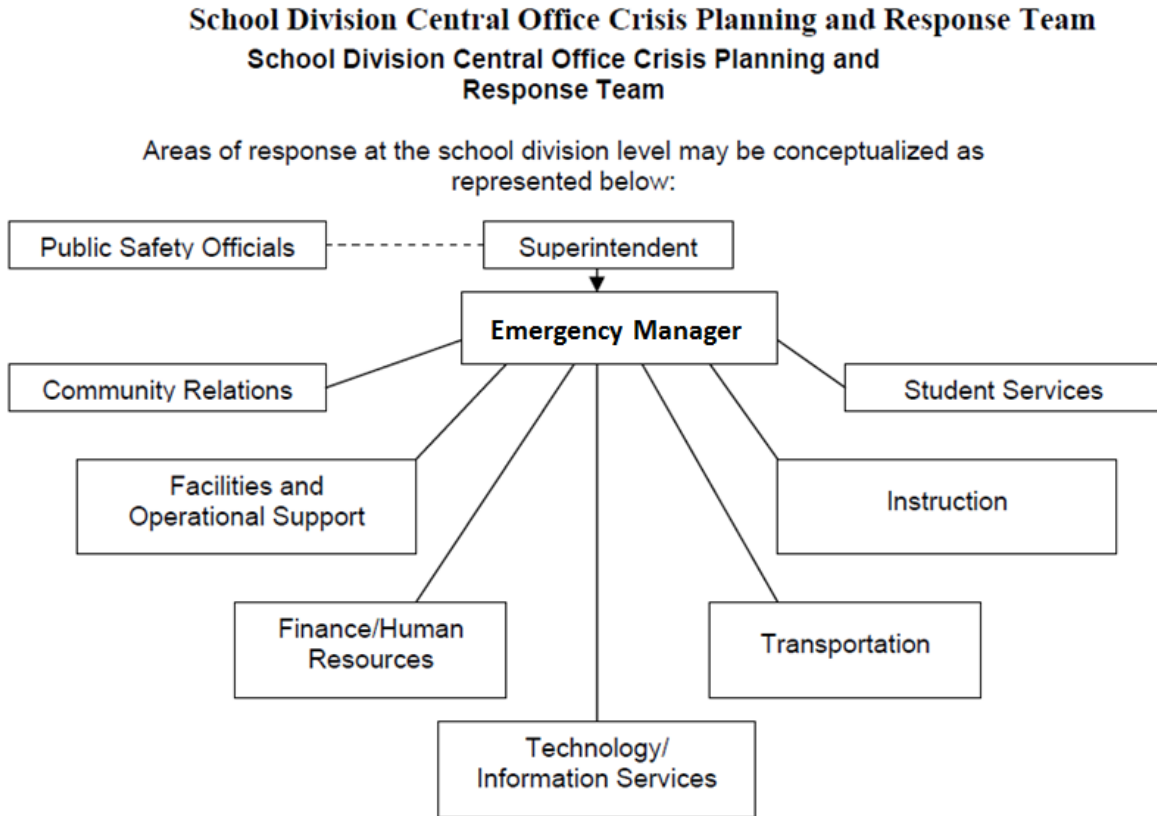 School Division Central Office Crisis Planning and Response Team
School Division Central Office Crisis Planning and
Response Team
Areas of response at the school division level may be conceptualized as
represented below:
Public Safety Officials
Superintendent
Emergency Manager
Community Relations
Student Services
Facilities and
Operational Support
Instruction
Finance/Human
Resources
Transportation
Technology/
Information Services